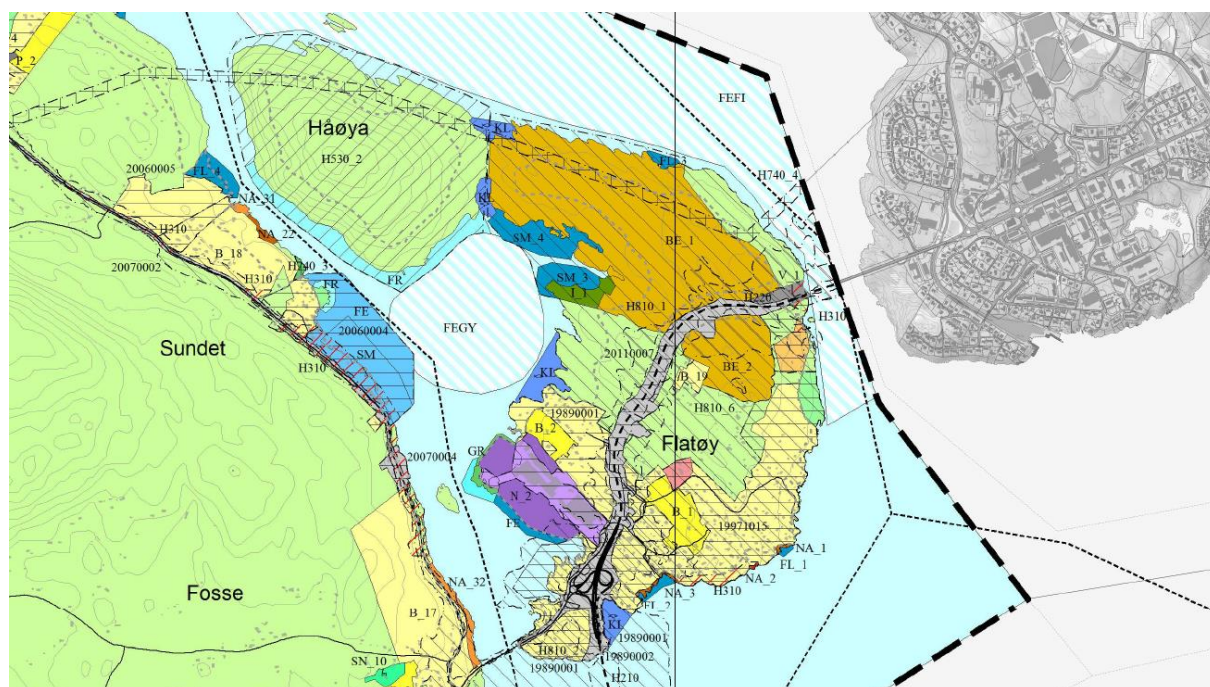 4
P_2
FEFI
KL
Håøya
H530_2
FL_3
20060005
FL_4
H740_4
NA_31
KL
H310
NA_22
SM_4
BE_1
B_18
20070002
H740_3
V_1
H310
FR
FR
SM_3
I_1
H220
H810_1
H310
FE
20060004
FEGY
Sundet
SM
20110007
H310
KL
BE_2
B_19
19890001
H810_6
B_2
Flatøy
20070004
GR
N_2
B_1
19971015
FE
NA_1
FL_1
NA_32
NA_2
H310
Fosse
NA_3
FL_2
B_17
KL
19890001
H810_2
19890002
SN_10
19890001
H210